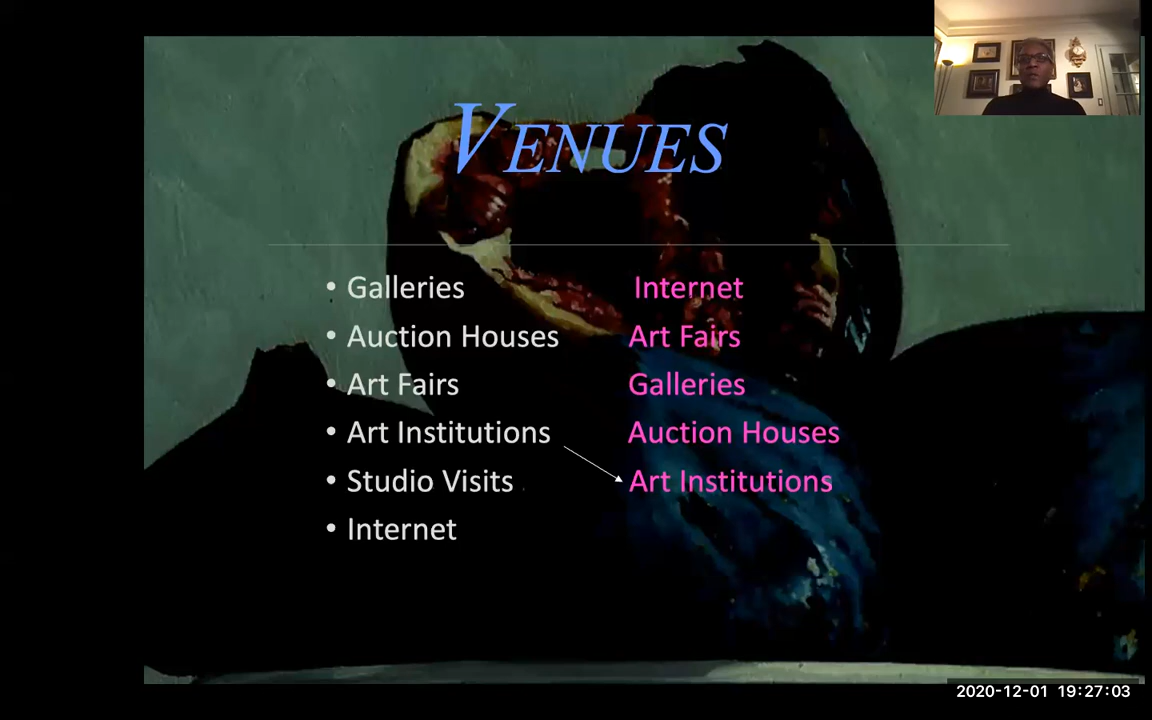 VENUES
• Galleries
• Auction Houses
• Art Fairs
• Art Institutions
• Studio Visits
• Internet
Internet
Art Fairs
Galleries
Auction Houses
Art Institutions
2020-12-01 19:27:03